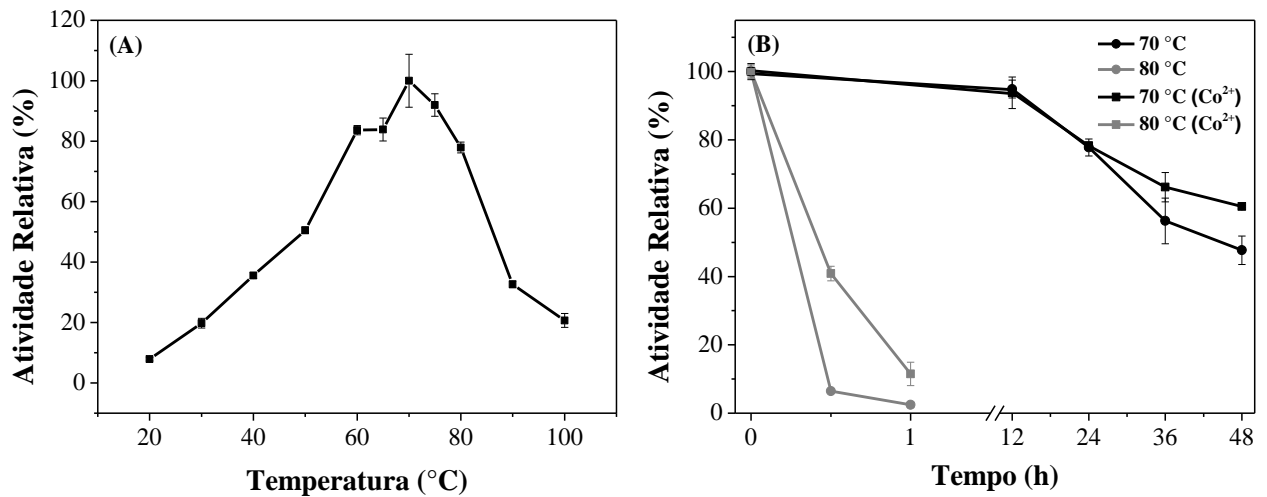 (A)
Atividade Relativa (%)
120
100
80
60
40
20
0
20 40 60 80 100
Temperatura (°C)
(B)
Atividade Relativa (%)
100
80
60
40
20
0
70 °C
80 °C
70 °C (Co²⁺)
80 °C (Co²⁺)
0 1 12 24 36 48
Tempo (h)